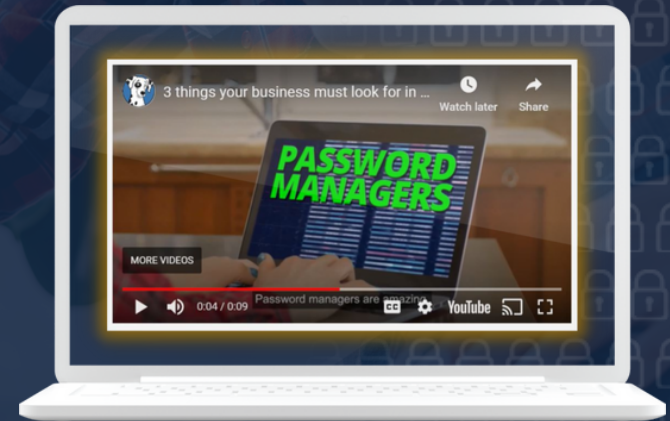 3 things your business must look for in ...
Watch later
Share
PASSWORD
MANAGERS
MORE VIDEOS
Password managers are amazing
0:04 / 0:09
CC
YouTube